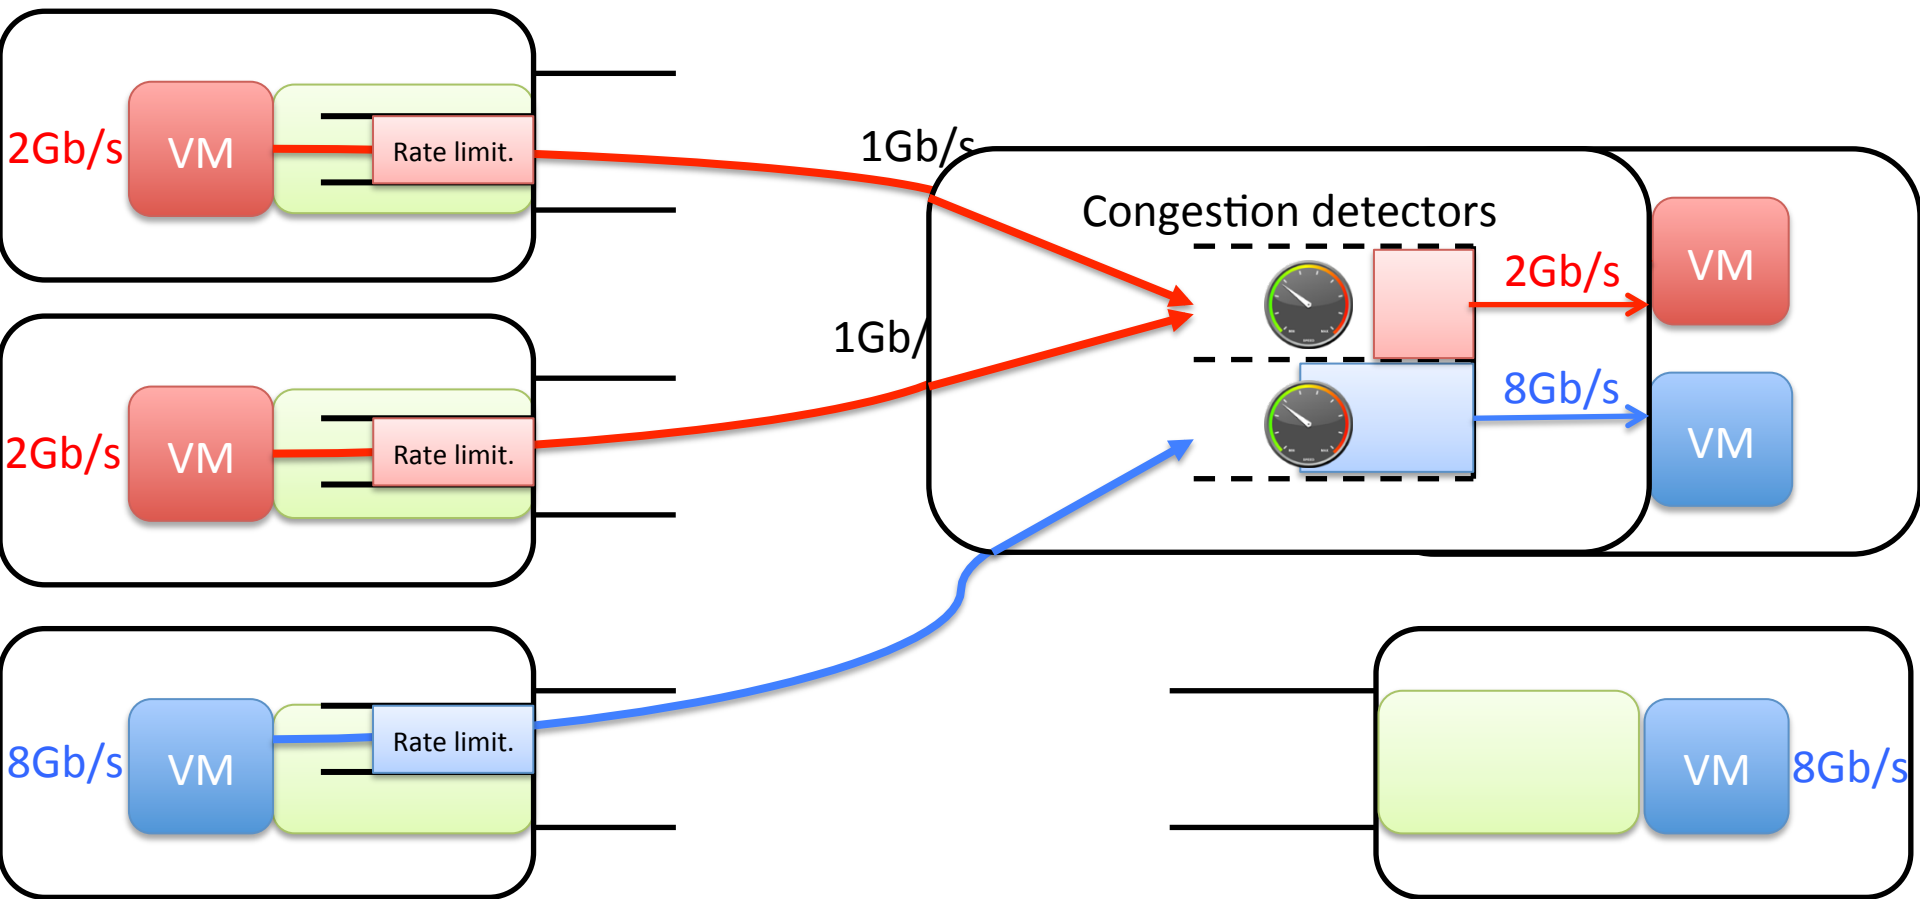 2Gb/s VM Rate limit.
1Gb/s
Congestion detectors
2Gb/s VM
1Gb/
2Gb/s VM Rate limit.
8Gb/s VM
8Gb/s VM Rate limit.
VM 8Gb/s